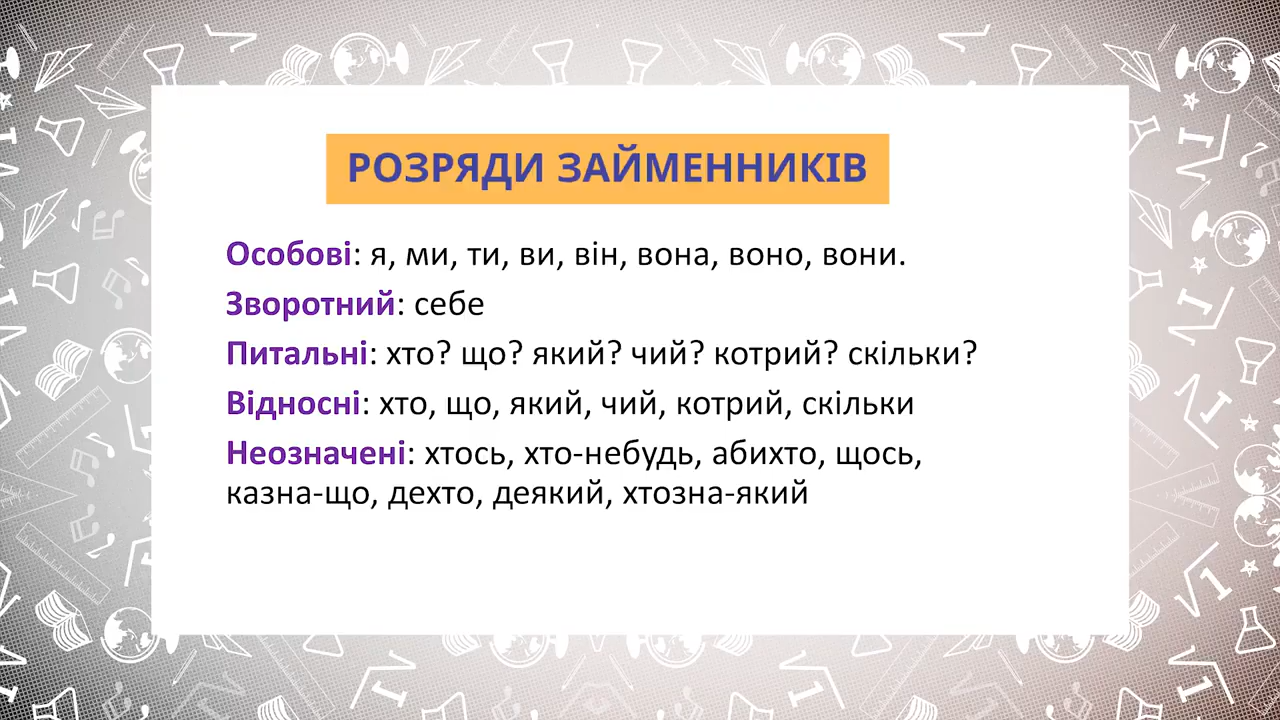 РОЗРЯДИ ЗАЙМЕННИКІВ
Особові: я, ми, ти, ви, він, вона, воно, вони.
Зворотний: себе
Питальні: хто? що? який? чий? котрий? скільки?
Відносні: хто, що, який, чий, котрий, скільки
Неозначені: хтось, хто-небудь, абихто, щось,
казна-що, дехто, деякий, хтозна-який